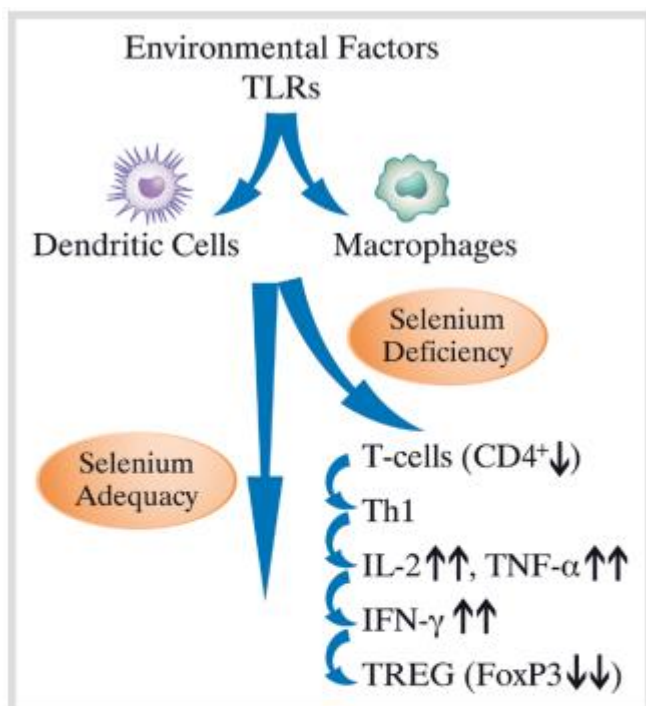 Environmental Factors
TLRs
Dendritic Cells
Macrophages
Selenium
Deficiency
Selenium
Adequacy
T-cells (CD4⁺↓)
Th1
IL-2↑↑, TNF-α↑↑
IFN-γ ↑↑
TREG (FoxP3↓↓)